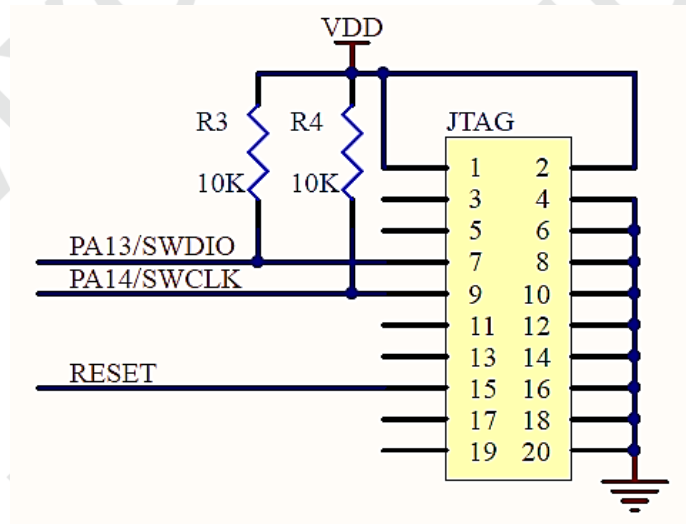 VDD
R3 R4 JTAG
10K 10K
1 2
3 4
5 6
PA13/SWDIO 7 8
PA14/SWCLK 9 10
11 12
13 14
RESET 15 16
17 18
19 20